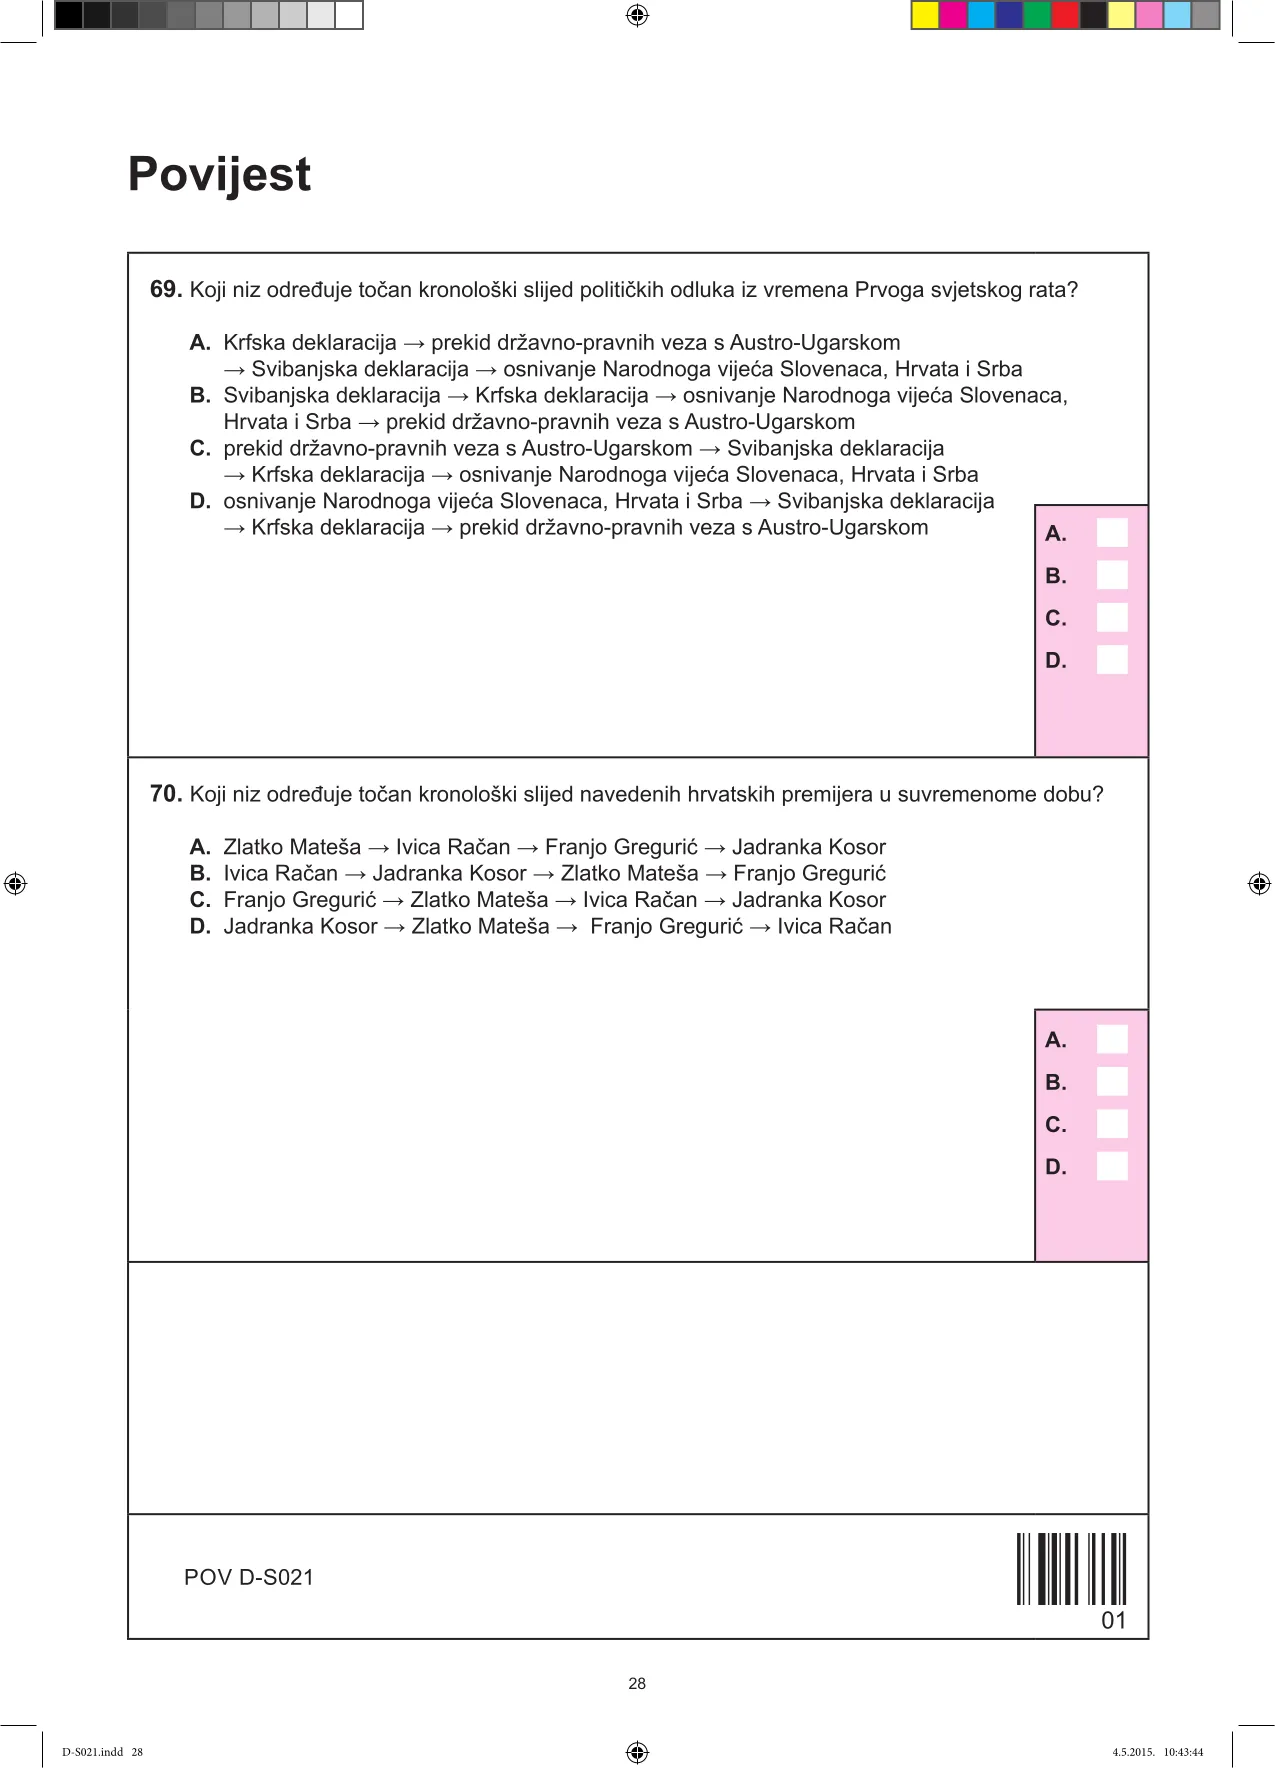 Povijest
69. Koji niz određuje točan kronološki slijed političkih odluka iz vremena Prvoga svjetskog rata?
A. Krfska deklaracija → prekid državno-pravnih veza s Austro-Ugarskom
→ Svibanjska deklaracija → osnivanje Narodnoga vijeća Slovenaca, Hrvata i Srba
B. Svibanjska deklaracija → Krfska deklaracija → osnivanje Narodnoga vijeća Slovenaca,
Hrvata i Srba → prekid državno-pravnih veza s Austro-Ugarskom
C. prekid državno-pravnih veza s Austro-Ugarskom → Svibanjska deklaracija
→ Krfska deklaracija → osnivanje Narodnoga vijeća Slovenaca, Hrvata i Srba
D. osnivanje Narodnoga vijeća Slovenaca, Hrvata i Srba → Svibanjska deklaracija
→ Krfska deklaracija → prekid državno-pravnih veza s Austro-Ugarskom
A.
B.
C.
D.
70. Koji niz određuje točan kronološki slijed navedenih hrvatskih premijera u suvremenome dobu?
A. Zlatko Mateša → Ivica Račan → Franjo Gregurić → Jadranka Kosor
B. Ivica Račan → Jadranka Kosor → Zlatko Mateša → Franjo Gregurić
C. Franjo Gregurić → Zlatko Mateša → Ivica Račan → Jadranka Kosor
D. Jadranka Kosor → Zlatko Mateša → Franjo Gregurić → Ivica Račan
A.
B.
C.
D.
POV D-S021
01
28
D-S021.indd 28
4.5.2015. 10:43:44